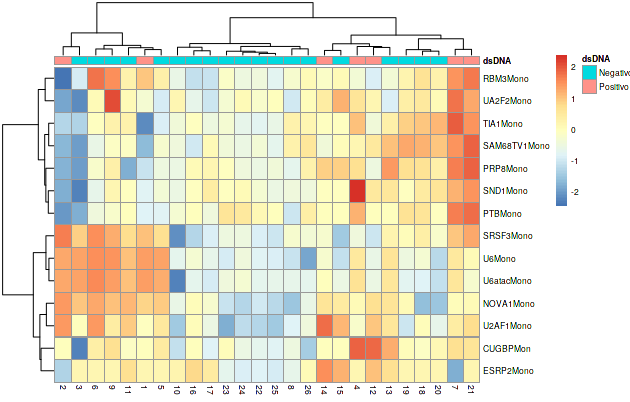 dsDNA
RBM3Mono
UA2F2Mono
TIA1Mono
SAM68TV1Mono
PRP8Mono
SND1Mono
PTBMono
SRSF3Mono
U6Mono
U6atacMono
NOVA1Mono
U2AF1Mono
CUGBPMon
ESRP2Mono
2 3 6 9 11 1 5 10 16 17 23 24 22 25 8 26 14 15 4 12 13 19 18 20 7 21
2
1
0
-1
-2
dsDNA
Negative
Positive